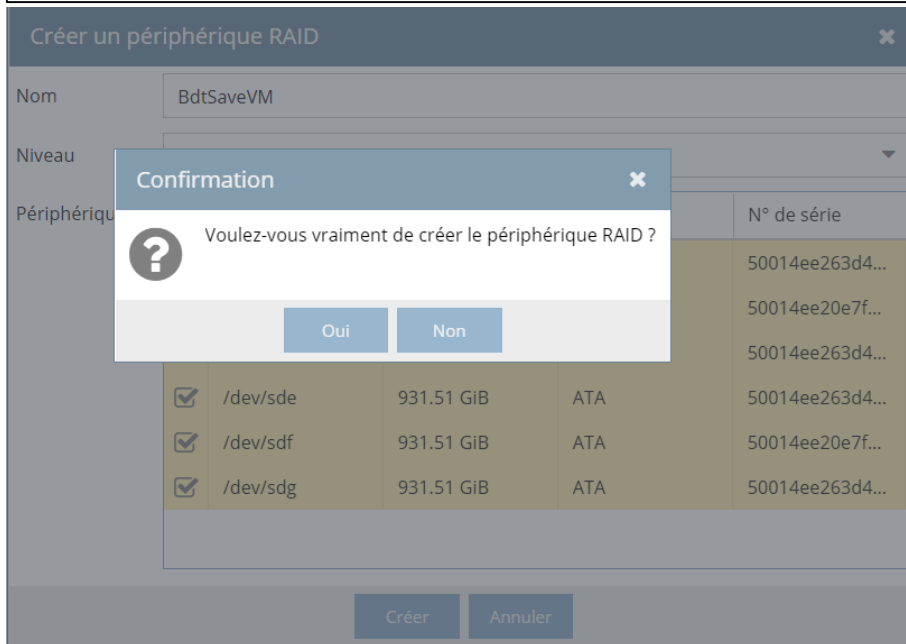 Créer un périphérique RAID
Nom
BdtSaveVM
Niveau
Confirmation
Périphériqu
N° de série
Voulez-vous vraiment de créer le périphérique RAID ?
50014ee263d4...
50014ee20e7f...
Oui
Non
50014ee263d4...
/dev/sde 931.51 GiB ATA 50014ee263d4...
/dev/sdf 931.51 GiB ATA 50014ee20e7f...
/dev/sdg 931.51 GiB ATA 50014ee263d4...
Créer
Annuler